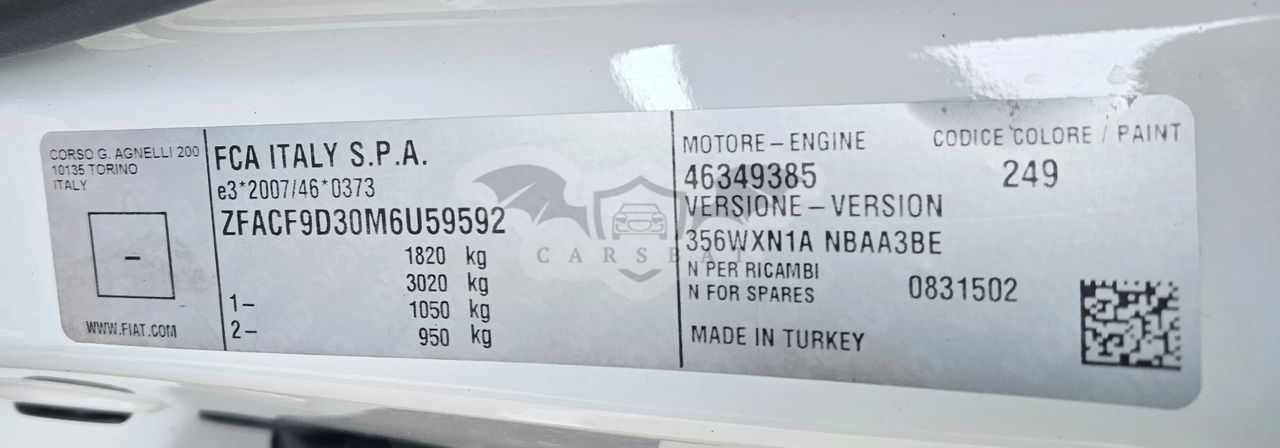 CORSO G. AGNELLI 200
10135 TORINO
ITALY
-
WWW.FIAT.COM
FCA ITALY S.P.A.
e3*2007/46*0373
ZFACF9D30M6U59592
1820 kg
3020 kg
1- 1050 kg
2- 950 kg
MOTORE-ENGINE
46349385
VERSIONE-VERSION
356WXN1A NBAA3BE
N PER RICAMBI
N FOR SPARES 0831502
MADE IN TURKEY
CODICE COLORE / PAINT
249
CARSBAT